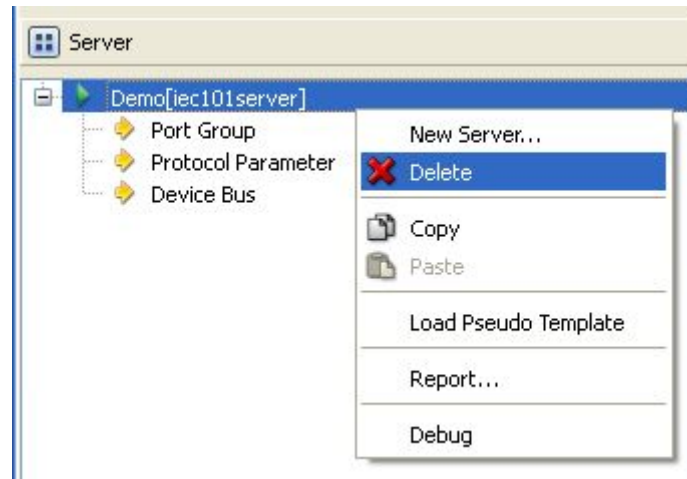 Server
Demo[iec101server]
Port Group
Protocol Parameter
Device Bus
New Server...
Delete
Copy
Paste
Load Pseudo Template
Report...
Debug